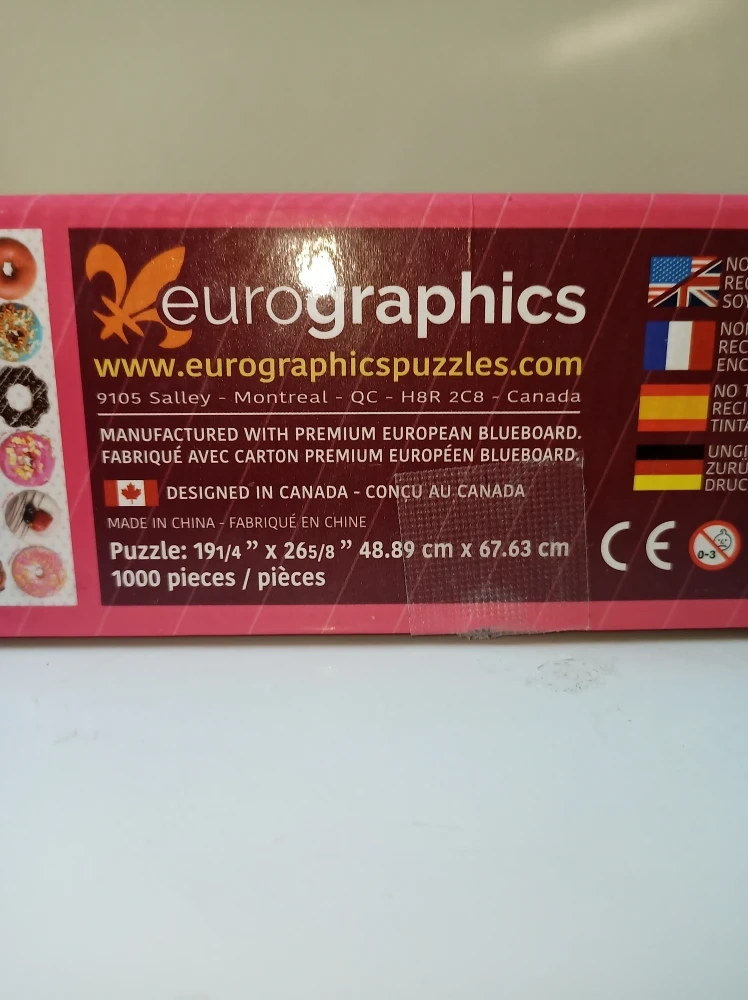 eurographics
www.eurographicspuzzles.com
9105 Salley - Montreal - QC - H8R 2C8 - Canada
MANUFACTURED WITH PREMIUM EUROPEAN BLUEBOARD.
FABRIQUÉ AVEC CARTON PREMIUM EUROPÉEN BLUEBOARD.
DESIGNED IN CANADA - CONÇU AU CANADA
MADE IN CHINA - FABRIQUÉ EN CHINE
Puzzle: 19 1/4 " x 26 5/8 " 48.89 cm x 67.63 cm
1000 pieces / pièces
CE
0-3